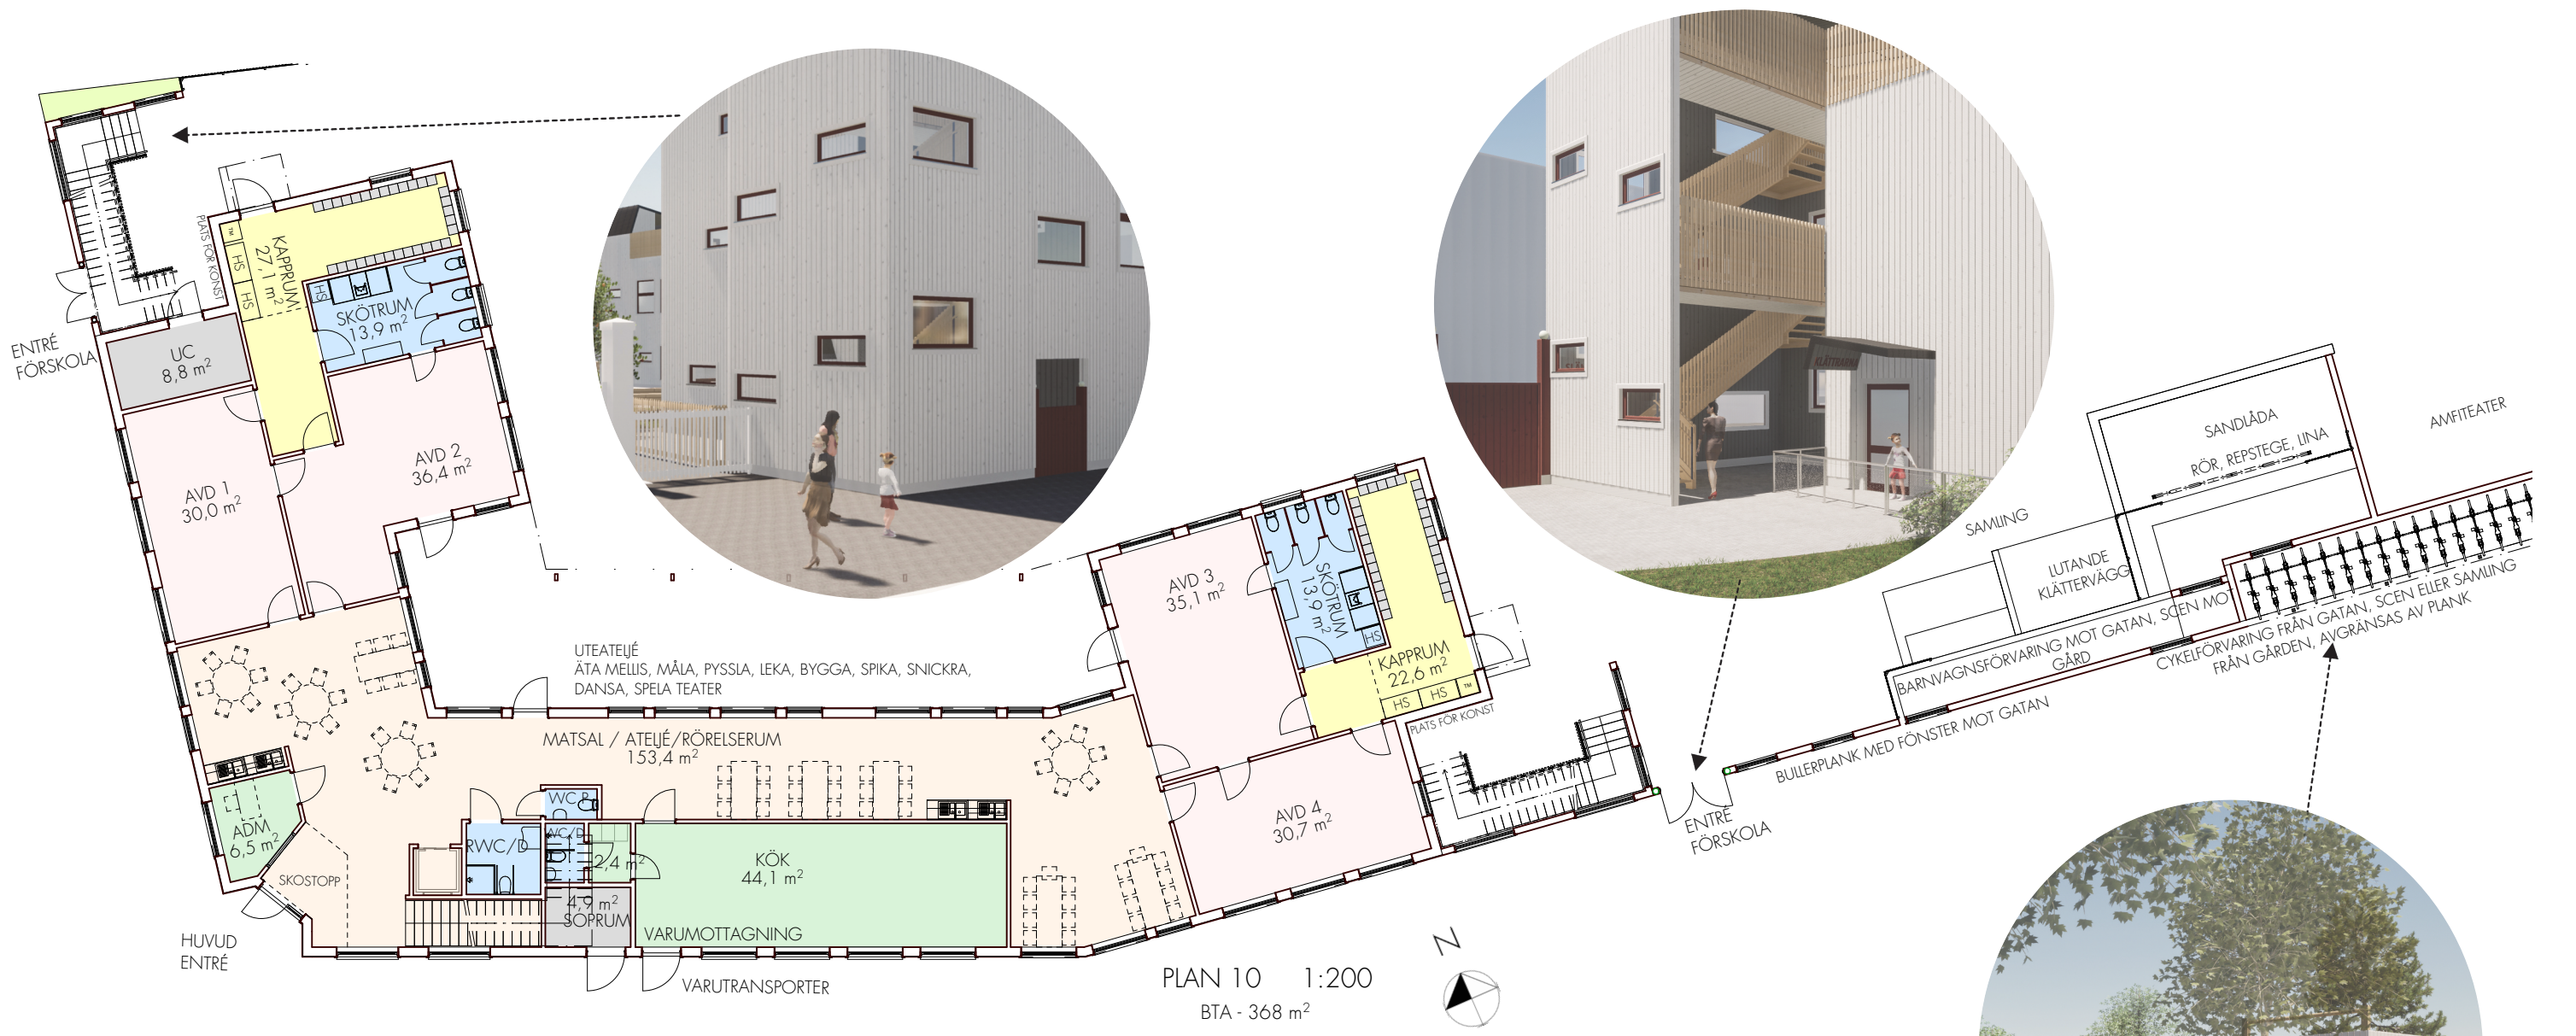 ENTRÉ
FÖRSKOLA
PLATS FÖR KONST
KAPPRUM
27,1 m²
TM
HS
HS
HS
SKÖTRUM
13,9 m²
UC
8,8 m²
AVD 1
30,0 m²
AVD 2
36,4 m²
UTEATELJÉ
ÄTA MELLIS, MÅLA, PYSSLA, LEKA, BYGGA, SPIKA, SNICKRA,
DANSA, SPELA TEATER
MATSAL / ATELJÉ/RÖRELSERUM
153,4 m²
ADM
6,5 m²
SKOSTOPP
HUVUD
ENTRÉ
RWC/D
WC P
WC/D
2,4 m²
4,9 m²
SOPRUM
KÖK
44,1 m²
VARUMOTTAGNING
VARUTRANSPORTER
AVD 3
35,1 m²
SKÖTRUM
13,9 m²
HS
KAPPRUM
22,6 m²
HS
HS
TM
PLATS FÖR KONST
AVD 4
30,7 m²
ENTRÉ
FÖRSKOLA
PLAN 10 1:200
BTA - 368 m²
N
KLÄTTRARNA
SANDLÅDA
RÖR, REPSTEGE, LINA
AMFITEATER
SAMLING
LUTANDE
KLÄTTERVÄGG
BARNVAGNSFÖRVARING MOT GATAN, SCEN MOT
GÅRD
CYKELFÖRVARING FRÅN GATAN, SCEN ELLER SAMLING
FRÅN GÅRDEN, AVGRÄNSAS AV PLANK
BULLERPLANK MED FÖNSTER MOT GATAN